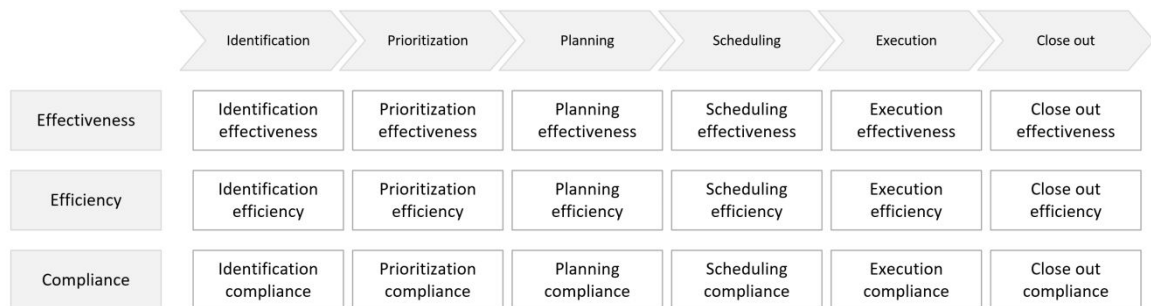 Identification
Prioritization
Planning
Scheduling
Execution
Close out
Effectiveness
Identification
effectiveness
Prioritization
effectiveness
Planning
effectiveness
Scheduling
effectiveness
Execution
effectiveness
Close out
effectiveness
Efficiency
Identification
efficiency
Prioritization
efficiency
Planning
efficiency
Scheduling
efficiency
Execution
efficiency
Close out
efficiency
Compliance
Identification
compliance
Prioritization
compliance
Planning
compliance
Scheduling
compliance
Execution
compliance
Close out
compliance